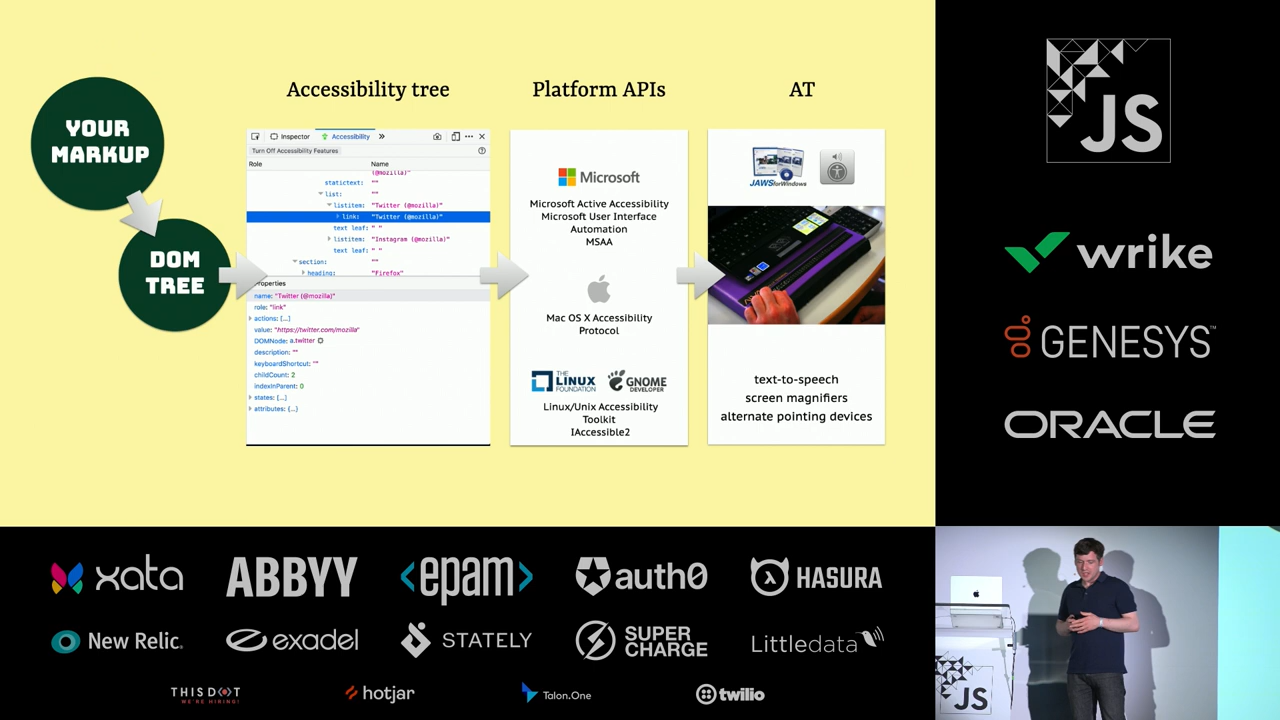 YOUR
MARKUP
DOM
TREE
Accessibility tree
Inspector
Accessibility
Turn Off Accessibility Features
Role
Name
(@mozilla)"
statictext: ""
list: ""
listitem: "Twitter (@mozilla)"
link: "Twitter (@mozilla)"
text leaf: " "
listitem: "Instagram (@mozilla)"
text leaf: " "
section: ""
heading: "Firefox"
Properties
name: "Twitter (@mozilla)"
role: "link"
actions: [...]
value: "https://twitter.com/mozilla"
DOMNode: a.twitter
description: ""
keyboardShortcut: ""
childCount: 2
indexInParent: 0
states: [...]
attributes: {...}
Platform APIs
Microsoft
Microsoft Active Accessibility
Microsoft User Interface
Automation
MSAA
Mac OS X Accessibility
Protocol
THE
LINUX
FOUNDATION
GNOME
DEVELOPER
Linux/Unix Accessibility
Toolkit
IAccessible2
AT
JAWSforWindows
text-to-speech
screen magnifiers
alternate pointing devices
JS
wrike
GENESYS™
ORACLE
xata
ABBYY
<epam>
auth0
HASURA
New Relic.
exadel
STATELY
SUPER
CHARGE
Littledata
THIS DOT
WE'RE HIRING!
hotjar
Talon.One
twilio
JS